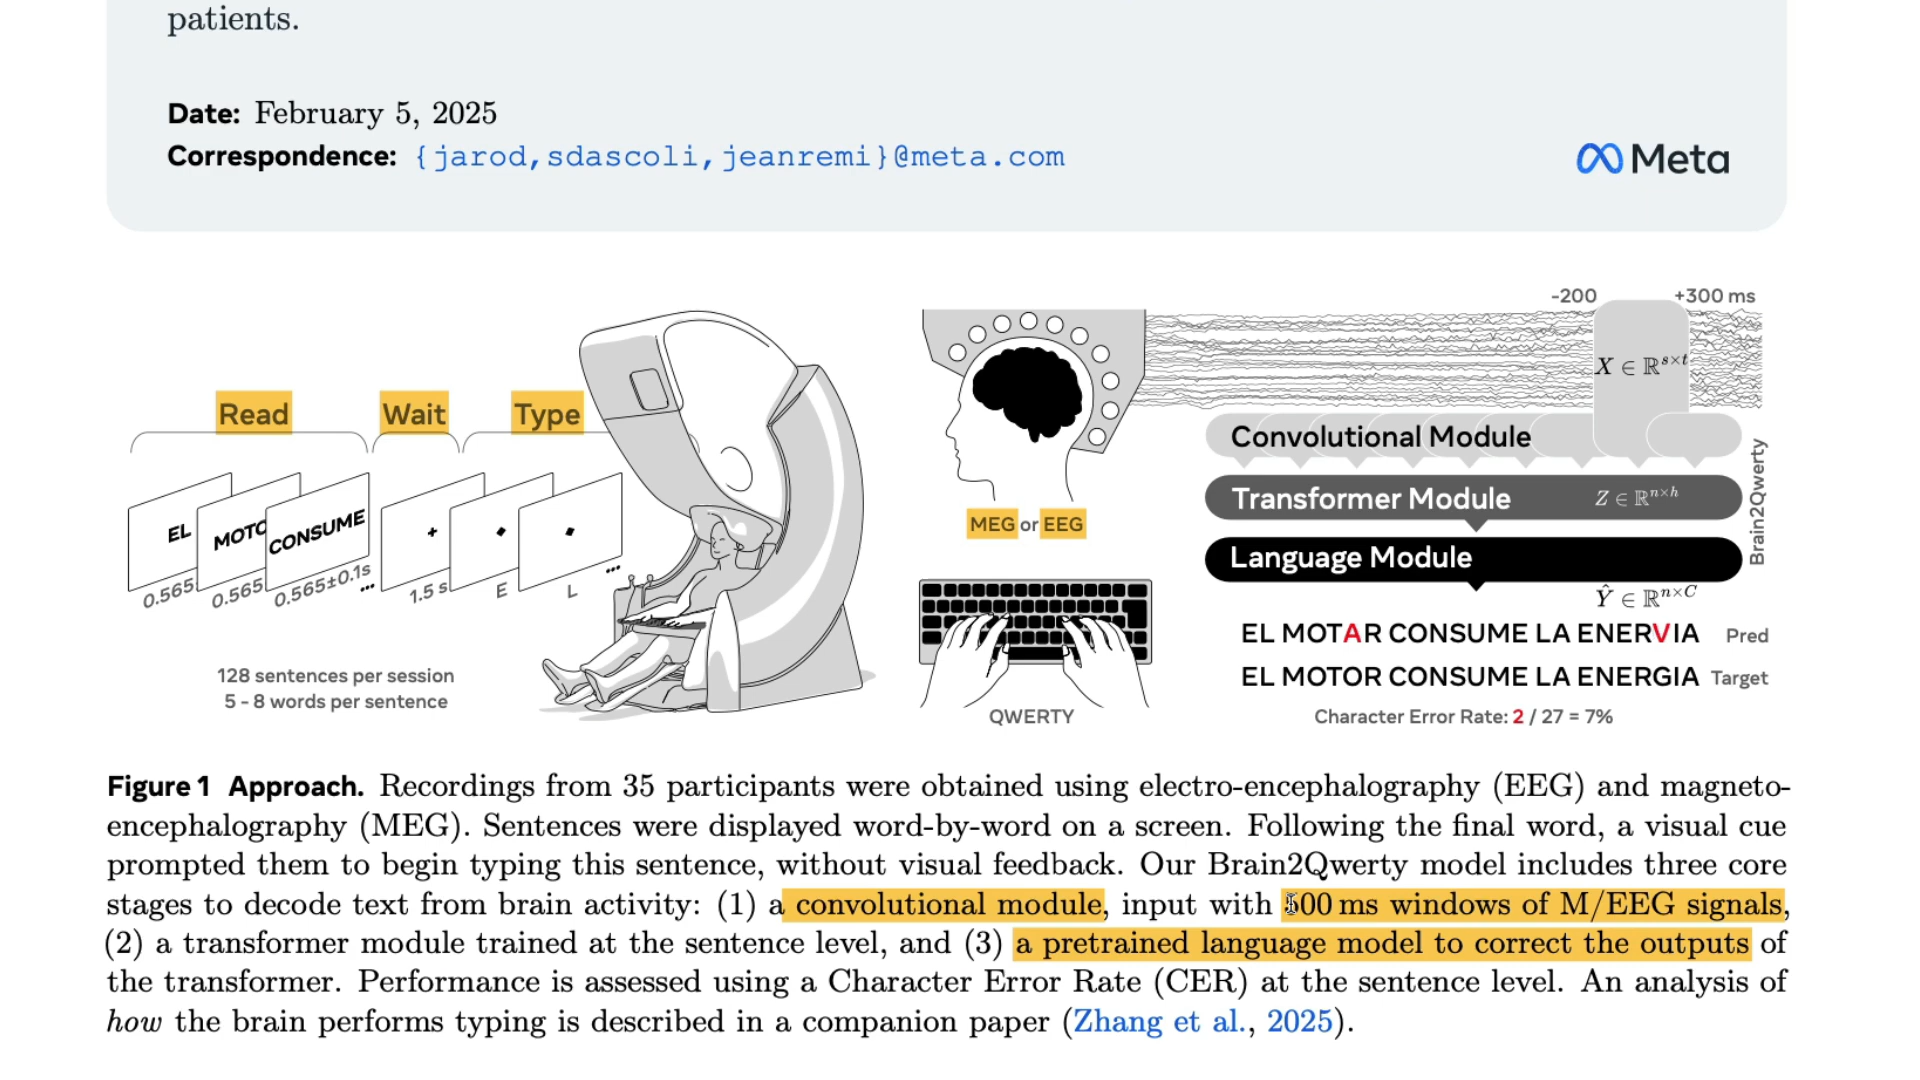 patients.
Date: February 5, 2025
Correspondence: {jarod,sdascoli,jeanremi}@meta.com
Meta
Read
Wait
Type
EL
MOTO
CONSUME
+
0.565
0.565
0.565±0.1s
...
1.5 s
E
L
...
128 sentences per session
5 - 8 words per sentence
MEG or EEG
QWERTY
-200
+300 ms
X ∈ ℝˢˣᵗ
Convolutional Module
Transformer Module
Z ∈ ℝⁿˣʰ
Language Module
Brain2Qwerty
Ŷ ∈ ℝⁿˣᶜ
EL MOTAR CONSUME LA ENERVIA Pred
EL MOTOR CONSUME LA ENERGIA Target
Character Error Rate: 2 / 27 = 7%
Figure 1 Approach. Recordings from 35 participants were obtained using electro-encephalography (EEG) and magneto-
encephalography (MEG). Sentences were displayed word-by-word on a screen. Following the final word, a visual cue
prompted them to begin typing this sentence, without visual feedback. Our Brain2Qwerty model includes three core
stages to decode text from brain activity: (1) a convolutional module, input with 500 ms windows of M/EEG signals,
(2) a transformer module trained at the sentence level, and (3) a pretrained language model to correct the outputs of
the transformer. Performance is assessed using a Character Error Rate (CER) at the sentence level. An analysis of
how the brain performs typing is described in a companion paper (Zhang et al., 2025).